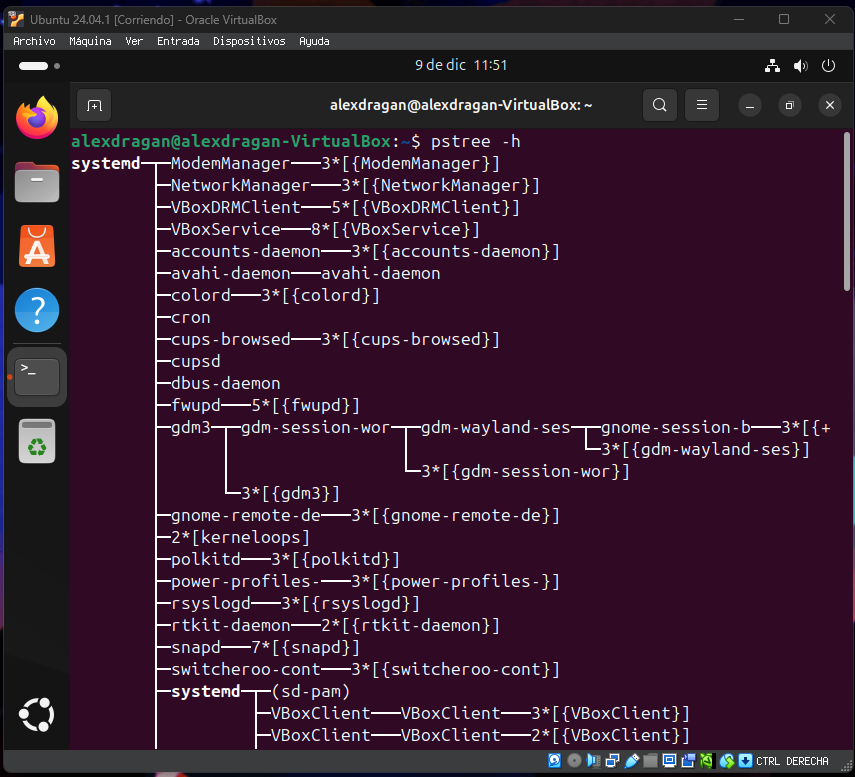 Ubuntu 24.04.1 [Corriendo] - Oracle VirtualBox
Archivo Máquina Ver Entrada Dispositivos Ayuda
9 de dic 11:51
alexdragan@alexdragan-VirtualBox: ~
alexdragan@alexdragan-VirtualBox:~$ pstree -h
systemd─┬─ModemManager───3*[{ModemManager}]
├─NetworkManager───3*[{NetworkManager}]
├─VBoxDRMClient───5*[{VBoxDRMClient}]
├─VBoxService───8*[{VBoxService}]
├─accounts-daemon───3*[{accounts-daemon}]
├─avahi-daemon───avahi-daemon
├─colord───3*[{colord}]
├─cron
├─cups-browsed───3*[{cups-browsed}]
├─cupsd
├─dbus-daemon
├─fwupd───5*[{fwupd}]
├─gdm3─┬─gdm-session-wor─┬─gdm-wayland-ses─┬─gnome-session-b───3*[{+
│ │ │ └─3*[{gdm-wayland-ses}]
│ │ └─3*[{gdm-session-wor}]
│ └─3*[{gdm3}]
├─gnome-remote-de───3*[{gnome-remote-de}]
├─2*[kerneloops]
├─polkitd───3*[{polkitd}]
├─power-profiles-───3*[{power-profiles-}]
├─rsyslogd───3*[{rsyslogd}]
├─rtkit-daemon───2*[{rtkit-daemon}]
├─snapd───7*[{snapd}]
├─switcheroo-cont───3*[{switcheroo-cont}]
├─systemd─┬─(sd-pam)
│ ├─VBoxClient───VBoxClient───3*[{VBoxClient}]
│ ├─VBoxClient───VBoxClient───2*[{VBoxClient}]
CTRL DERECHA